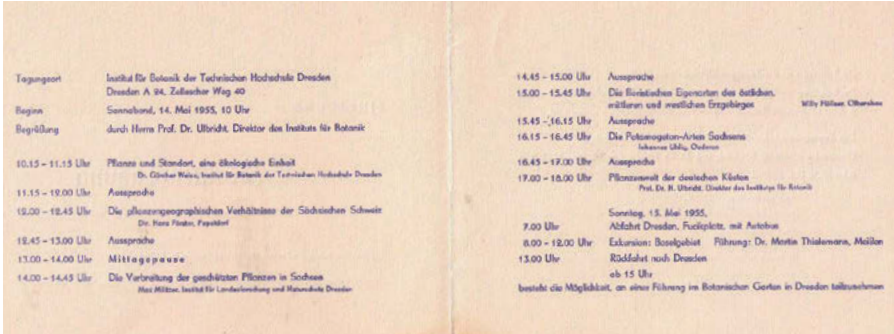 Tagungsort Institut für Botanik der Technischen Hochschule Dresden
Dresden A 24, Zellescher Weg 40
Beginn Sonnabend, 14. Mai 1955, 10 Uhr
Begrüßung durch Herrn Prof. Dr. Ulbricht, Direktor des Instituts für Botanik
10.15 – 11.15 Uhr Pflanze und Standort, eine ökologische Einheit
Dr. Günther Weise, Institut für Botanik der Technischen Hochschule Dresden
11.15 – 12.00 Uhr Aussprache
12.00 – 12.45 Uhr Die pflanzengeographischen Verhältnisse der Sächsischen Schweiz
Hans Förster,
12.45 – 13.00 Uhr Aussprache
13.00 – 14.00 Uhr Mittagspause
14.00 – 14.45 Uhr Die Verbreitung der geschützten Pflanzen in Sachsen
Max Militzer, Institut für Landesforschung und Naturschutz Dresden
14.45 – 15.00 Uhr Aussprache
15.00 – 15.45 Uhr Die floristischen Eigenarten des östlichen,
mittleren und westlichen Erzgebirges Willy
15.45 – 16.15 Uhr Aussprache
16.15 – 16.45 Uhr Die Potamogeton-Arten Sachsens
Johannes Uhlig, Oederan
16.45 – 17.00 Uhr Aussprache
17.00 – 18.00 Uhr Pflanzenwelt der deutschen Küsten
Prof. Dr. H. Ulbricht, Direktor des Institutes für Botanik
Sonntag, 15. Mai 1955,
7.00 Uhr Abfahrt Dresden, Fucikplatz, mit Autobus
8.00 – 12.00 Uhr Exkursion: Boselgebiet Führung: Dr. Martin Thielemann, Meißen
13.00 Uhr Rückfahrt nach Dresden
ab 15 Uhr
besteht die Möglichkeit, an einer Führung im Botanischen Garten in Dresden teilzunehmen